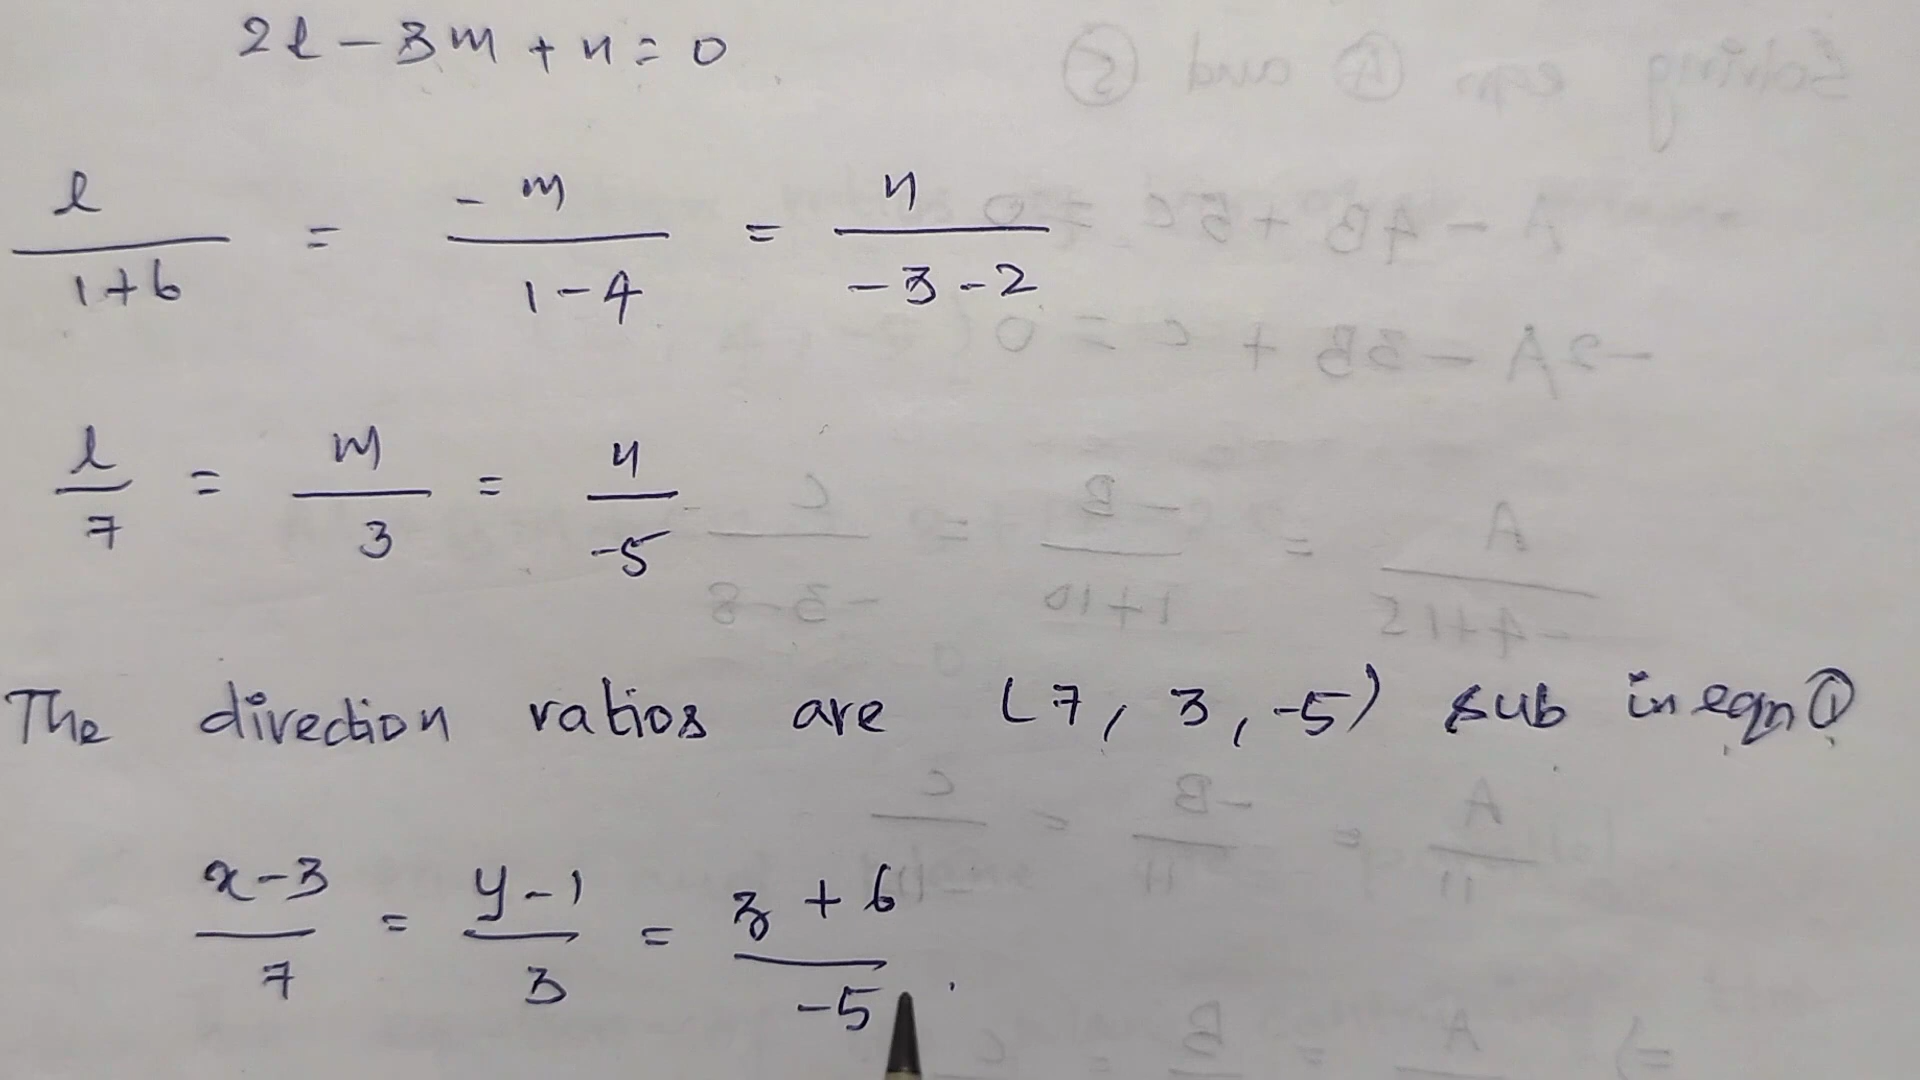 2l - 3m + n = 0
l/1+6 = -m/1-4 = n/-3-2
l/7 = m/3 = n/-5
The direction ratios are (7, 3, -5) sub in eqn ①
x-3/7 = y-1/3 = z+6/-5